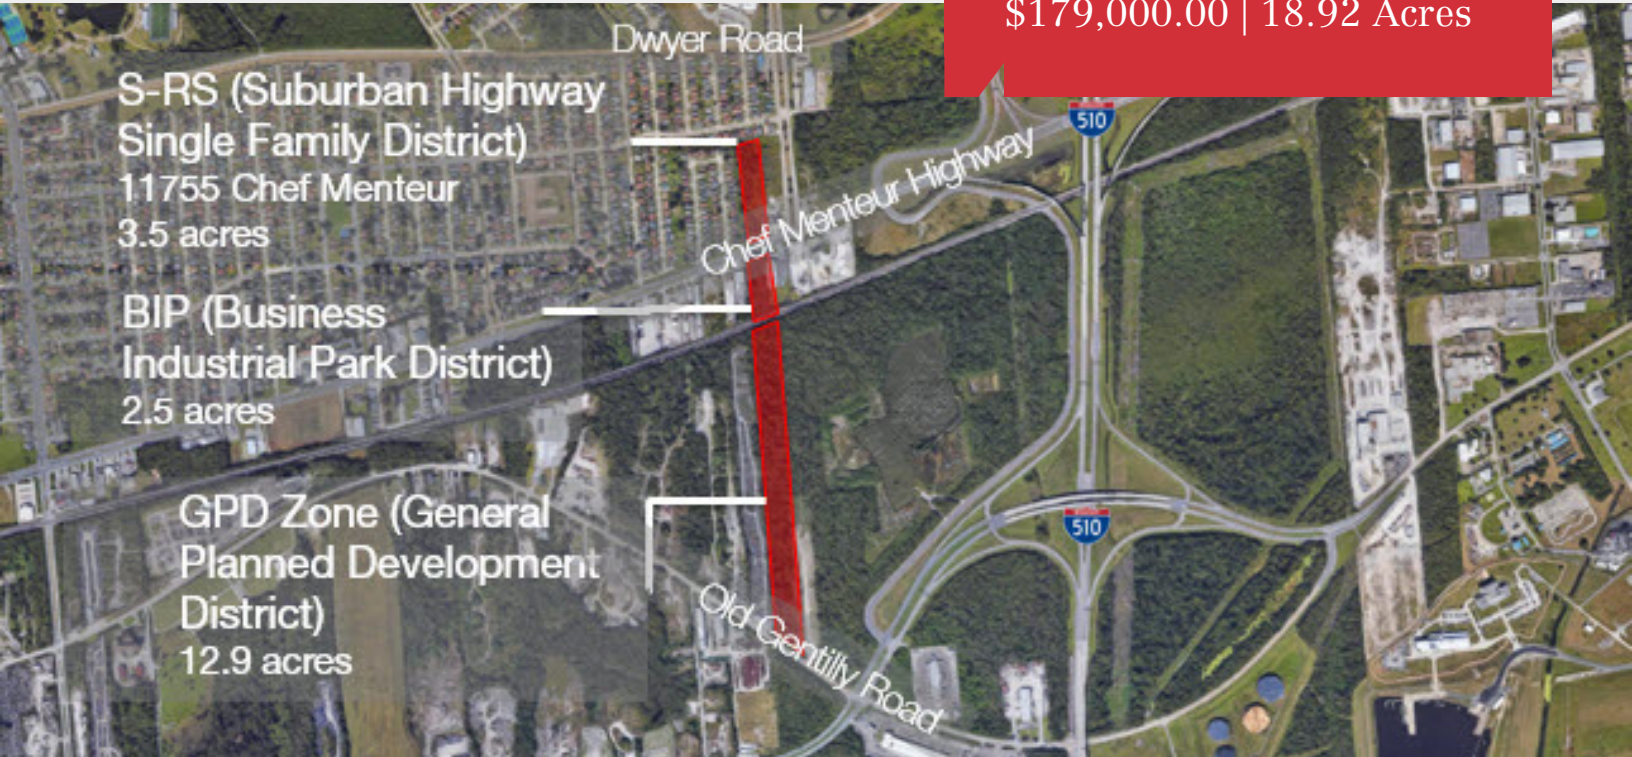 $179,000.00 | 18.92 Acres
Dwyer Road
S-RS (Suburban Highway
Single Family District)
11755 Chef Menteur
3.5 acres
510
Chef Menteur Highway
BIP (Business
Industrial Park District)
2.5 acres
GPD Zone (General
Planned Development
District)
12.9 acres
510
Old Gentilly Road